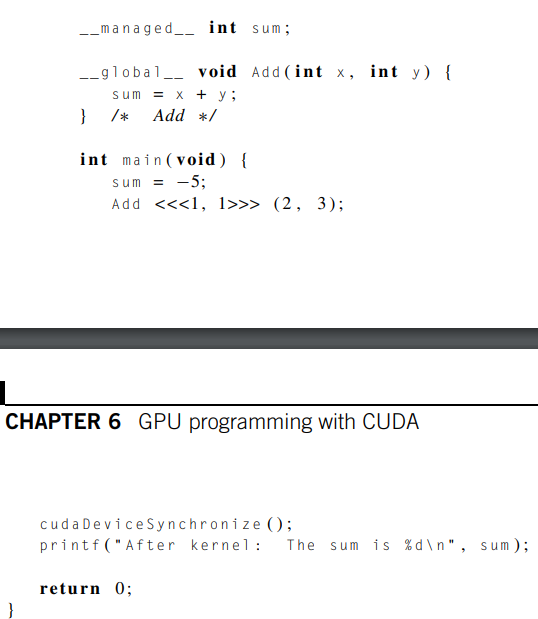 __managed__ int sum;
__global__ void Add(int x, int y) {
sum = x + y;
} /* Add */
int main(void) {
sum = −5;
Add <<<1, 1>>> (2, 3);
CHAPTER 6 GPU programming with CUDA
cudaDeviceSynchronize();
printf("After kernel: The sum is %d\n", sum);
return 0;
}